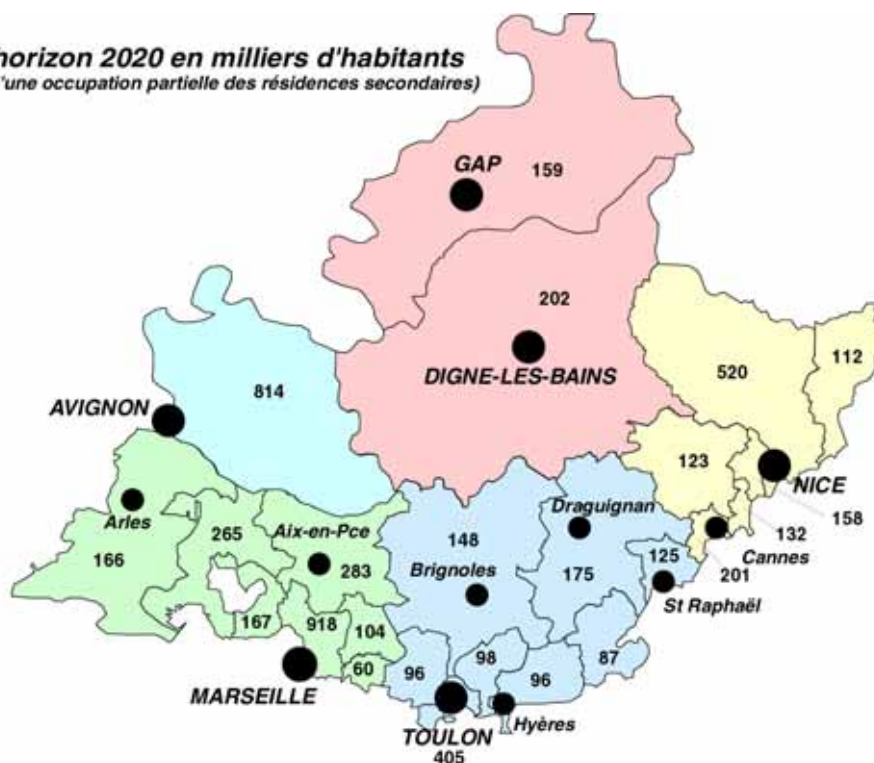 horizon 2020 en milliers d'habitants
'une occupation partielle des résidences secondaires)
GAP
159
202
DIGNE-LES-BAINS
520
112
814
AVIGNON
123
NICE
Arles
265
Aix-en-Pce
Draguignan
158
166
148
132
283
Brignoles
175
125
Cannes
201
167
918
104
St Raphaël
60
96
98
96
87
MARSEILLE
TOULON
Hyères
405